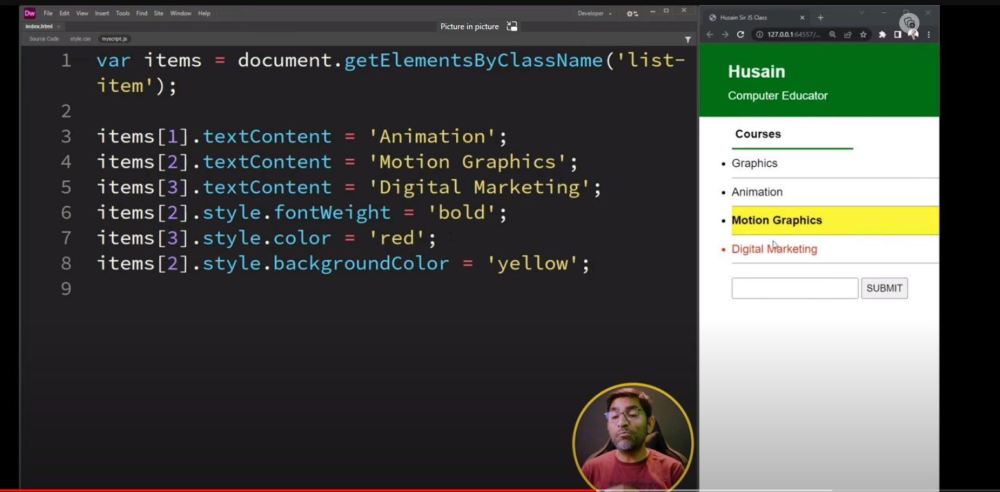 Dw File Edit View Insert Tools Find Site Window Help Developer
index.html
Picture in picture
Source Code style.css myscript.js
1 var items = document.getElementsByClassName('list-
item');
2
3 items[1].textContent = 'Animation';
4 items[2].textContent = 'Motion Graphics';
5 items[3].textContent = 'Digital Marketing';
6 items[2].style.fontWeight = 'bold';
7 items[3].style.color = 'red';
8 items[2].style.backgroundColor = 'yellow';
9
Husain Sir JS Class
127.0.0.1:64557/...
Husain
Computer Educator
Courses
Graphics
Animation
Motion Graphics
Digital Marketing
SUBMIT